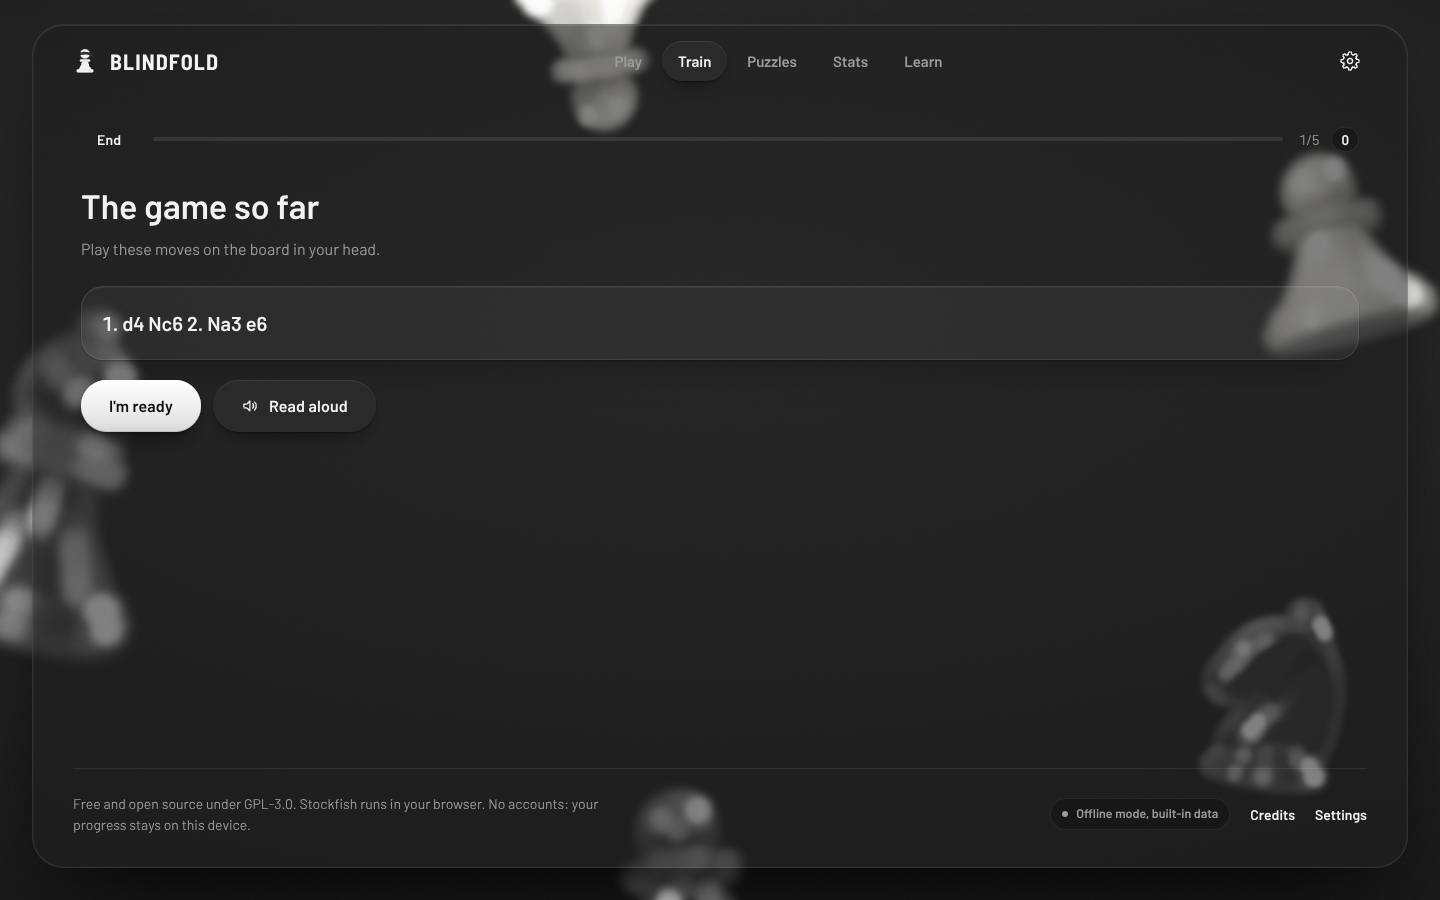 BLINDFOLD
Play Train Puzzles Stats Learn
End 1/5 0
The game so far
Play these moves on the board in your head.
1. d4 Nc6 2. Na3 e6
I'm ready Read aloud
Free and open source under GPL-3.0. Stockfish runs in your browser. No accounts: your
progress stays on this device.
Offline mode, built-in data Credits Settings